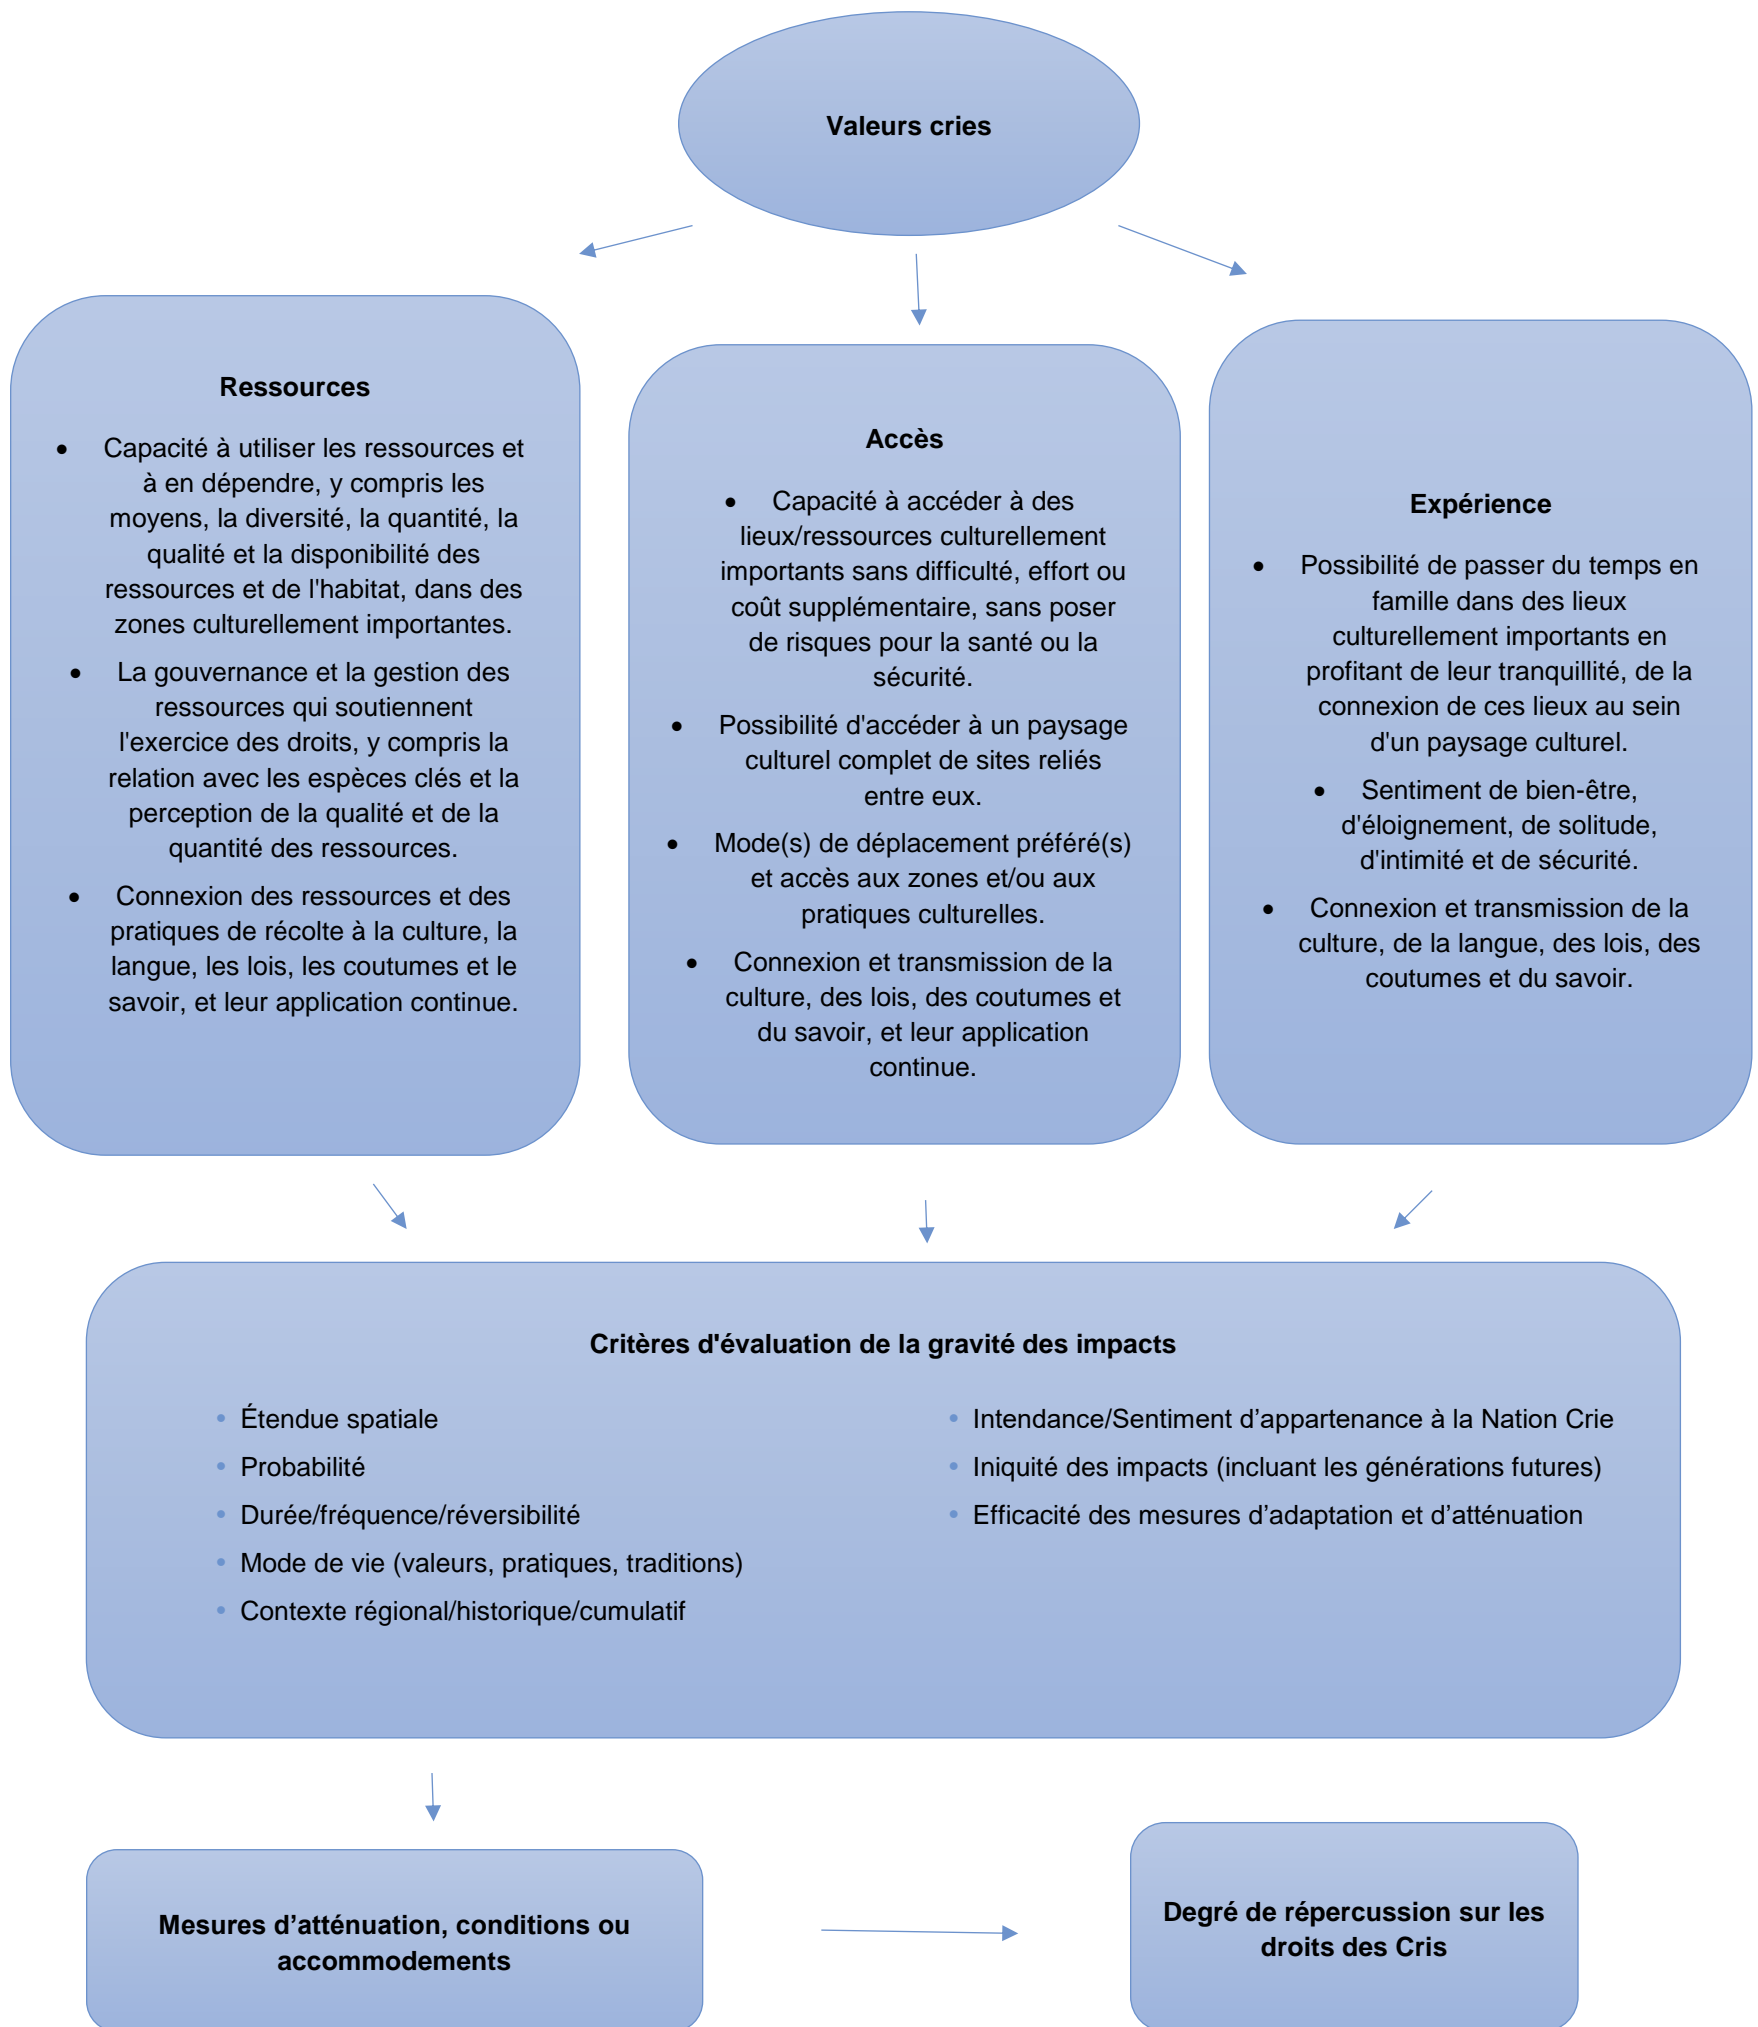 Valeurs cries
Ressources
• Capacité à utiliser les ressources et
à en dépendre, y compris les
moyens, la diversité, la quantité, la
qualité et la disponibilité des
ressources et de l'habitat, dans des
zones culturellement importantes.
• La gouvernance et la gestion des
ressources qui soutiennent
l'exercice des droits, y compris la
relation avec les espèces clés et la
perception de la qualité et de la
quantité des ressources.
• Connexion des ressources et des
pratiques de récolte à la culture, la
langue, les lois, les coutumes et le
savoir, et leur application continue.
Accès
• Capacité à accéder à des
lieux/ressources culturellement
importants sans difficulté, effort ou
coût supplémentaire, sans poser
de risques pour la santé ou la
sécurité.
• Possibilité d'accéder à un paysage
culturel complet de sites reliés
entre eux.
• Mode(s) de déplacement préféré(s)
et accès aux zones et/ou aux
pratiques culturelles.
• Connexion et transmission de la
culture, des lois, des coutumes et
du savoir, et leur application
continue.
Expérience
• Possibilité de passer du temps en
famille dans des lieux
culturellement importants en
profitant de leur tranquillité, de la
connexion de ces lieux au sein
d'un paysage culturel.
• Sentiment de bien-être,
d'éloignement, de solitude,
d'intimité et de sécurité.
• Connexion et transmission de la
culture, de la langue, des lois, des
coutumes et du savoir.
Critères d'évaluation de la gravité des impacts
• Étendue spatiale
• Probabilité
• Durée/fréquence/réversibilité
• Mode de vie (valeurs, pratiques, traditions)
• Contexte régional/historique/cumulatif
• Intendance/Sentiment d’appartenance à la Nation Crie
• Iniquité des impacts (incluant les générations futures)
• Efficacité des mesures d’adaptation et d’atténuation
Mesures d’atténuation, conditions ou
accommodements
Degré de répercussion sur les
droits des Cris